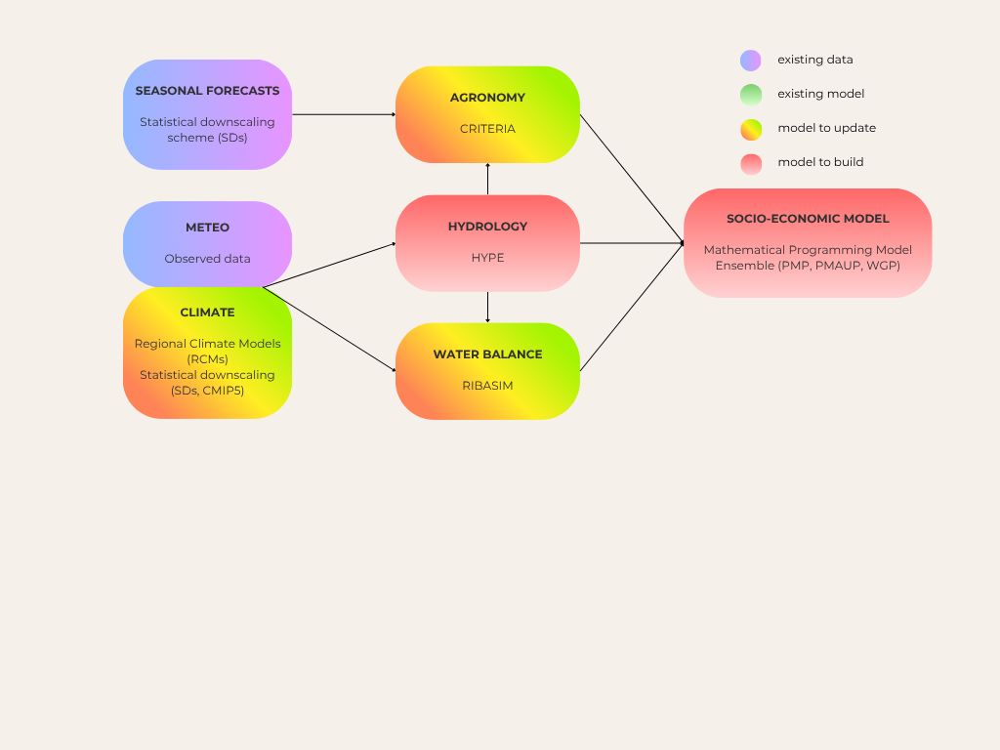 SEASONAL FORECASTS
Statistical downscaling
scheme (SDs)
METEO
Observed data
CLIMATE
Regional Climate Models
(RCMs)
Statistical downscaling
(SDs, CMIP5)
AGRONOMY
CRITERIA
HYDROLOGY
HYPE
WATER BALANCE
RIBASIM
existing data
existing model
model to update
model to build
SOCIO-ECONOMIC MODEL
Mathematical Programming Model
Ensemble (PMP, PMAUP, WGP)